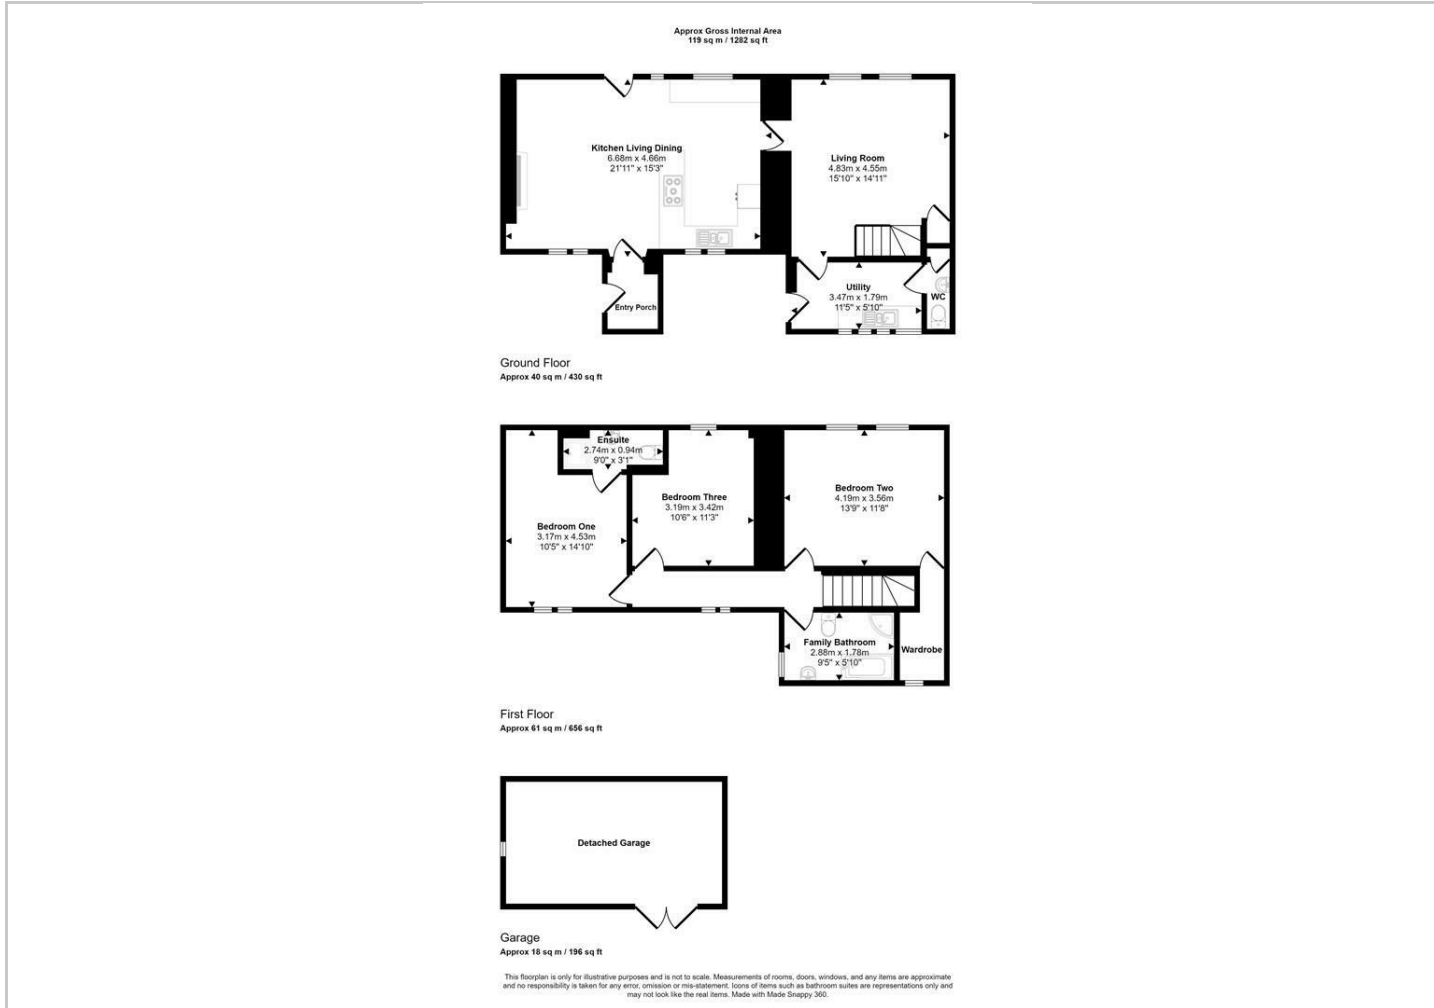 Approx Gross Internal Area
119 sq m / 1282 sq ft
Kitchen Living Dining
6.68m x 4.66m
21'11" x 15'3"
Living Room
4.83m x 4.55m
15'10" x 14'11"
Utility
3.47m x 1.79m
11'5" x 5'10"
WC
Entry Porch
Ground Floor
Approx 40 sq m / 430 sq ft
Ensuite
2.74m x 0.94m
9'0" x 3'1"
Bedroom Three
3.19m x 3.42m
10'6" x 11'3"
Bedroom Two
4.19m x 3.56m
13'9" x 11'8"
Bedroom One
3.17m x 4.53m
10'5" x 14'10"
Family Bathroom
2.88m x 1.78m
9'5" x 5'10"
Wardrobe
First Floor
Approx 61 sq m / 656 sq ft
Detached Garage
Garage
Approx 18 sq m / 196 sq ft
This floorplan is only for illustrative purposes and is not to scale. Measurements of rooms, doors, windows, and any items are approximate
and no responsibility is taken for any error, omission or mis-statement. Icons of items such as bathroom suites are representations only and
may not look like the real items. Made with Made Snappy 360.